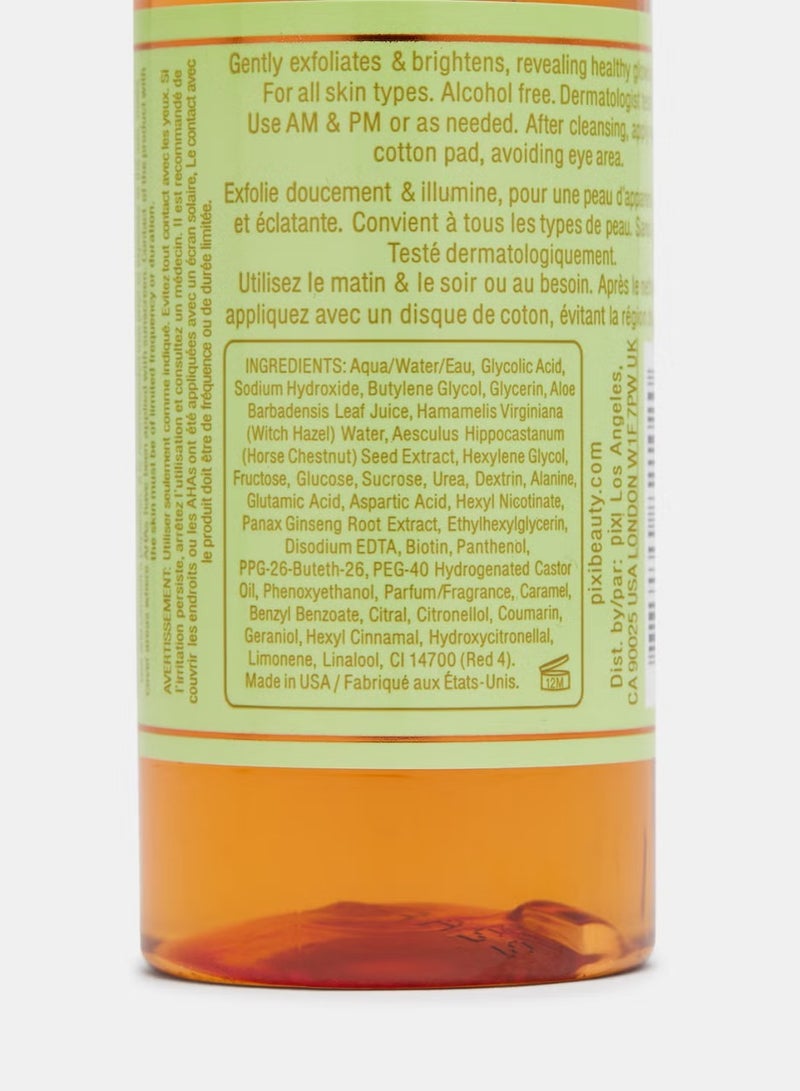 Gently exfoliates & brightens, revealing healthy
For all skin types. Alcohol free. Dermatologist
Use AM & PM or as needed. After cleansing,
cotton pad, avoiding eye area.
Exfolie doucement & illumine, pour une peau
et éclatante. Convient à tous les types de peau.
Testé dermatologiquement.
Utilisez le matin & le soir ou au besoin. Après le
appliquez avec un disque de coton, évitant la
INGREDIENTS: Aqua/Water/Eau, Glycolic Acid,
Sodium Hydroxide, Butylene Glycol, Glycerin, Aloe
Barbadensis Leaf Juice, Hamamelis Virginiana
(Witch Hazel) Water, Aesculus Hippocastanum
(Horse Chestnut) Seed Extract, Hexylene Glycol,
Fructose, Glucose, Sucrose, Urea, Dextrin, Alanine,
Glutamic Acid, Aspartic Acid, Hexyl Nicotinate,
Panax Ginseng Root Extract, Ethylhexylglycerin,
Disodium EDTA, Biotin, Panthenol,
PPG-26-Buteth-26, PEG-40 Hydrogenated Castor
Oil, Phenoxyethanol, Parfum/Fragrance, Caramel,
Benzyl Benzoate, Citral, Citronellol, Coumarin,
Geraniol, Hexyl Cinnamal, Hydroxycitronellal,
Limonene, Linalool, CI 14700 (Red 4).
Made in USA / Fabriqué aux États-Unis.
12M
pixibeauty.com
Dist. by/par: pixi Los Angeles,
CA 90025 USA LONDON W1F 7PW UK
the skin must be of limited frequency or duration.
AVERTISSEMENT: Utiliser seulement comme indiqué. Evitez tout contact avec les yeux. Si
l'irritation persiste, arrêtez l'utilisation et consultez un médecin. Il est recommandé de
couvrir les endroits ou les AHAs ont été appliquées avec un écran solaire. Le contact avec
le produit doit être de fréquence ou de durée limitée.